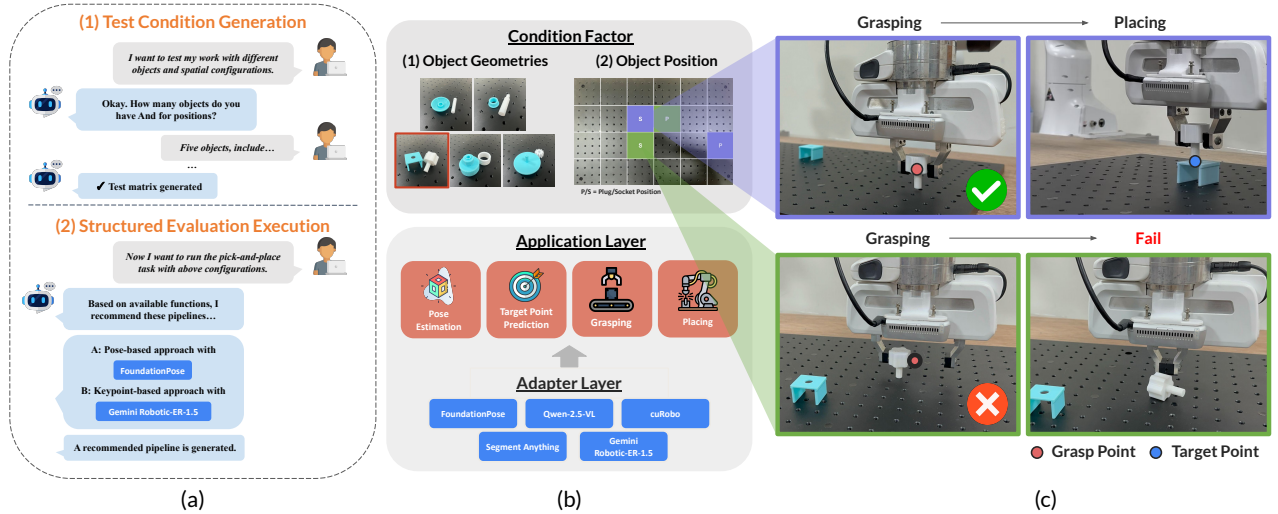 (1) Test Condition Generation
I want to test my work with different
objects and spatial configurations.
Okay. How many objects do you
have And for positions?
Five objects, include…
…
✓ Test matrix generated
(2) Structured Evaluation Execution
Now I want to run the pick-and-place
task with above configurations.
Based on available functions, I
recommend these pipelines…
A: Pose-based approach with
FoundationPose
B: Keypoint-based approach with
Gemini Robotic-ER-1.5
A recommended pipeline is generated.
(a)
Condition Factor
(1) Object Geometries
(2) Object Position
S
P
S
P
P/S = Plug/Socket Position
Application Layer
Pose
Estimation
Target Point
Prediction
Grasping
Placing
Adapter Layer
FoundationPose
Qwen-2.5-VL
cuRobo
Segment Anything
Gemini
Robotic-ER-1.5
(b)
Grasping
Placing
Grasping
Fail
Grasp Point
Target Point
(c)